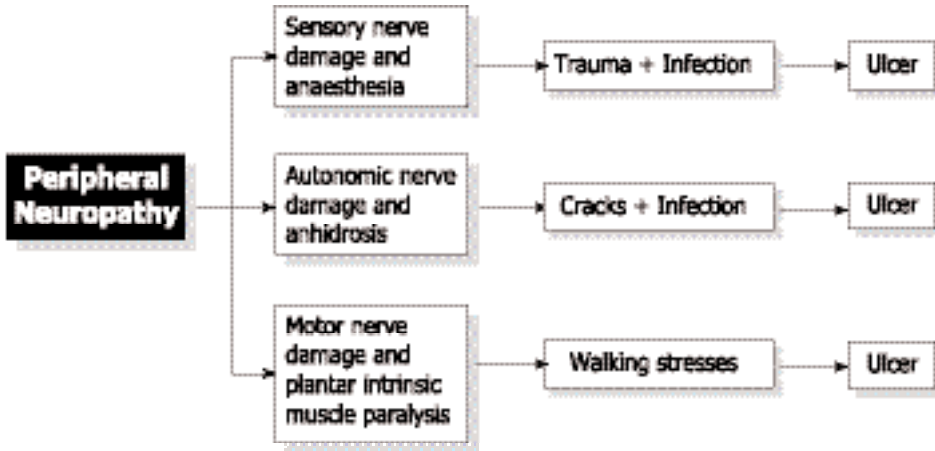 Peripheral
Neuropathy
Sensory nerve
damage and
anaesthesia
Trauma + Infection
Ulcer
Autonomic nerve
damage and
anhidrosis
Cracks + Infection
Ulcer
Motor nerve
damage and
plantar intrinsic
muscle paralysis
Walking stresses
Ulcer